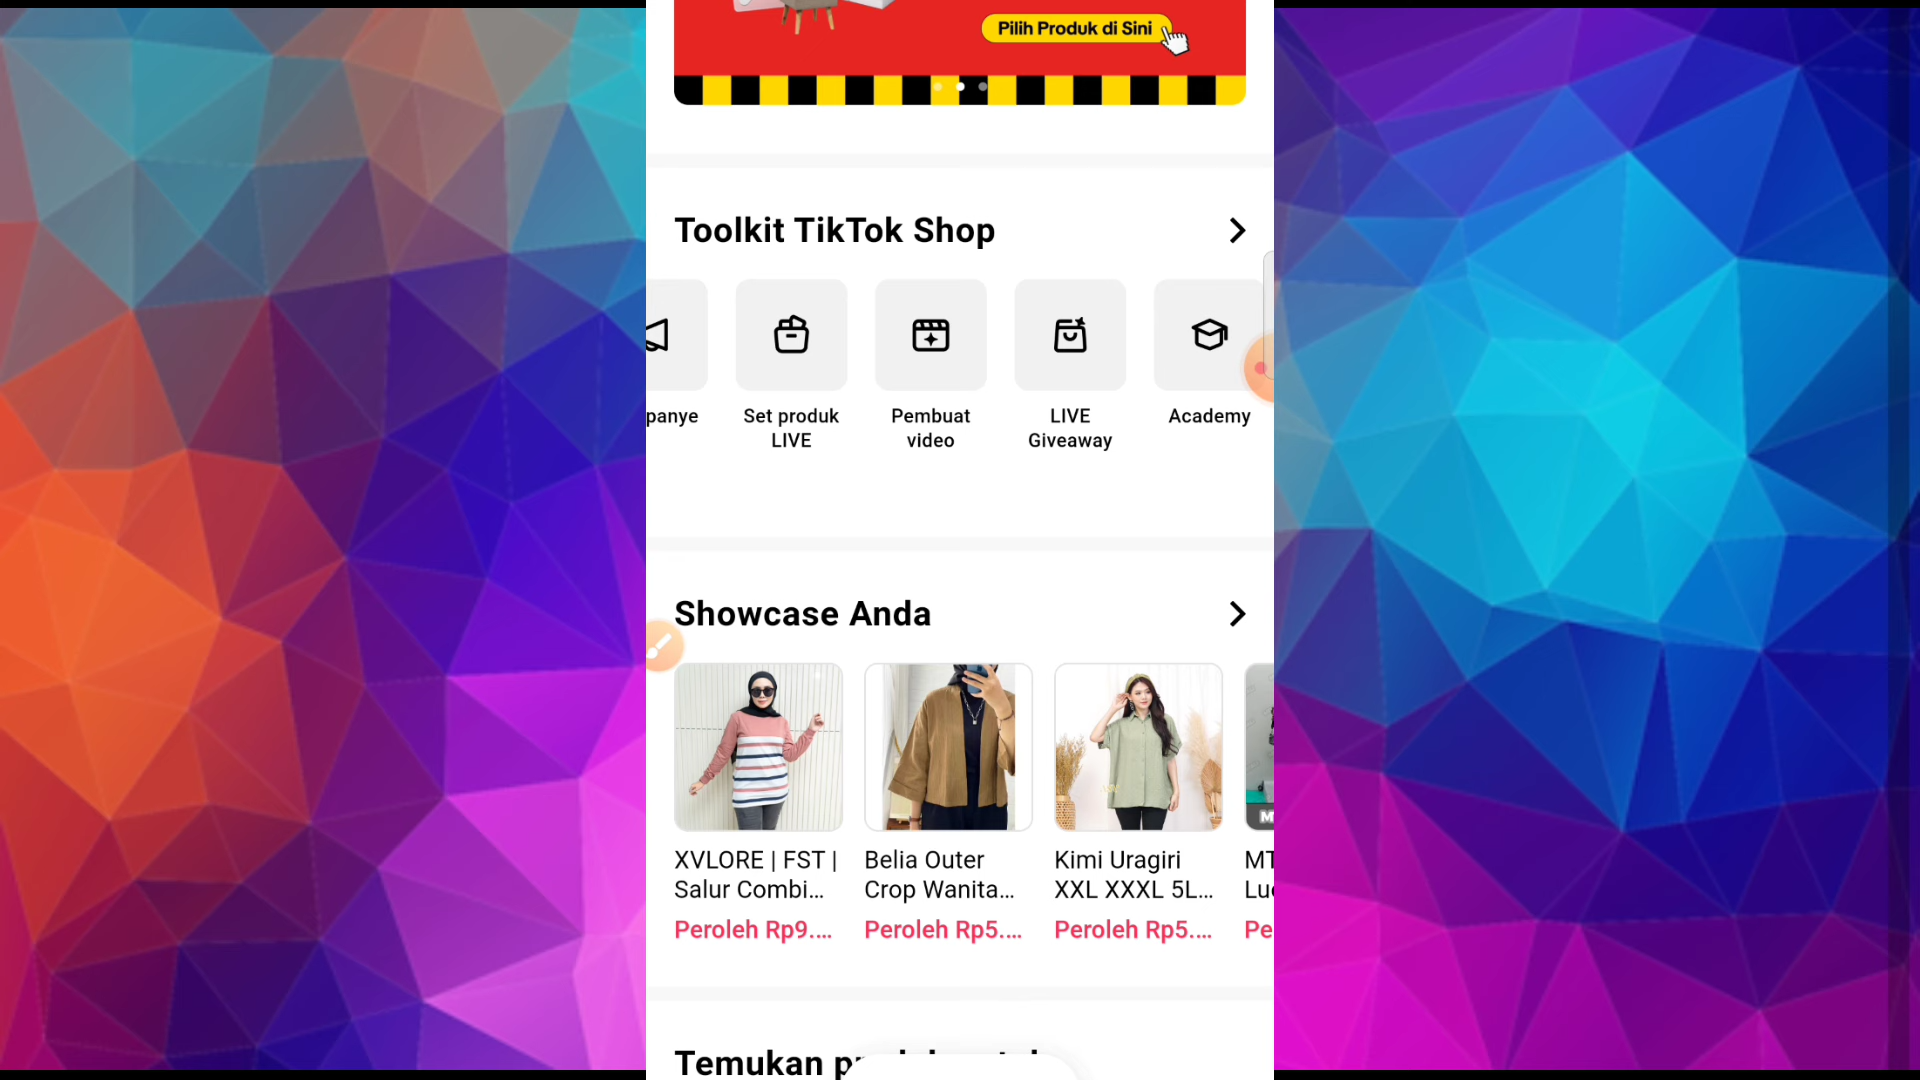 Pilih Produk di Sini
Toolkit TikTok Shop
panye
Set produk
LIVE
Pembuat
video
LIVE
Giveaway
Academy
Showcase Anda
XVLORE | FST |
Salur Combi...
Peroleh Rp9....
Belia Outer
Crop Wanita...
Peroleh Rp5....
Kimi Uragiri
XXL XXXL 5L...
Peroleh Rp5....
M
MT
Lu
Pe
Temukan